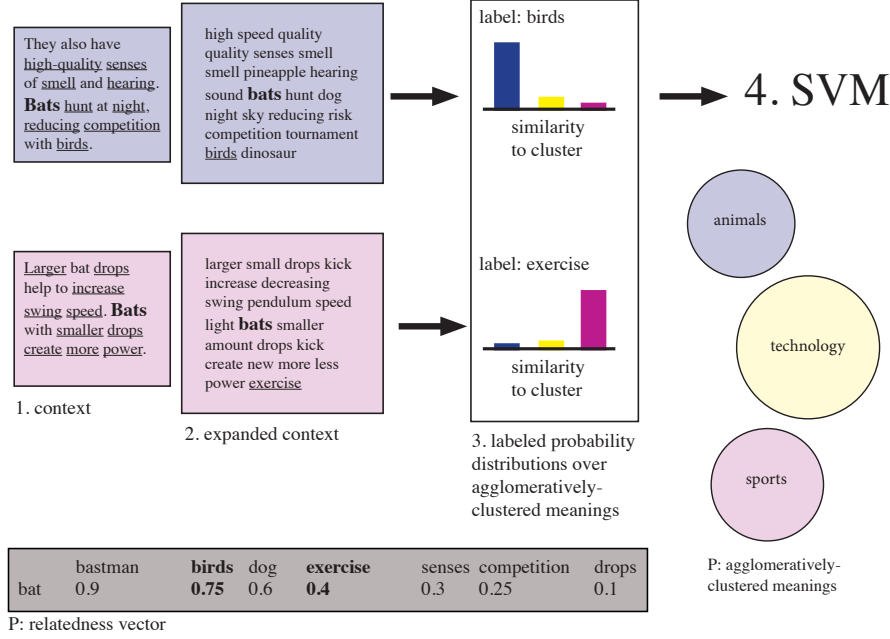 They also have
high-quality senses
of smell and hearing.
Bats hunt at night,
reducing competition
with birds.
high speed quality
quality senses smell
smell pineapple hearing
sound bats hunt dog
night sky reducing risk
competition tournament
birds dinosaur
label: birds
similarity
to cluster
4. SVM
Larger bat drops
help to increase
swing speed. Bats
with smaller drops
create more power.
1. context
larger small drops kick
increase decreasing
swing pendulum speed
light bats smaller
amount drops kick
create new more less
power exercise
2. expanded context
label: exercise
similarity
to cluster
3. labeled probability
distributions over
agglomeratively-
clustered meanings
animals
technology
sports
P: agglomeratively-
clustered meanings
bastman birds dog exercise senses competition drops
bat 0.9 0.75 0.6 0.4 0.3 0.25 0.1
P: relatedness vector